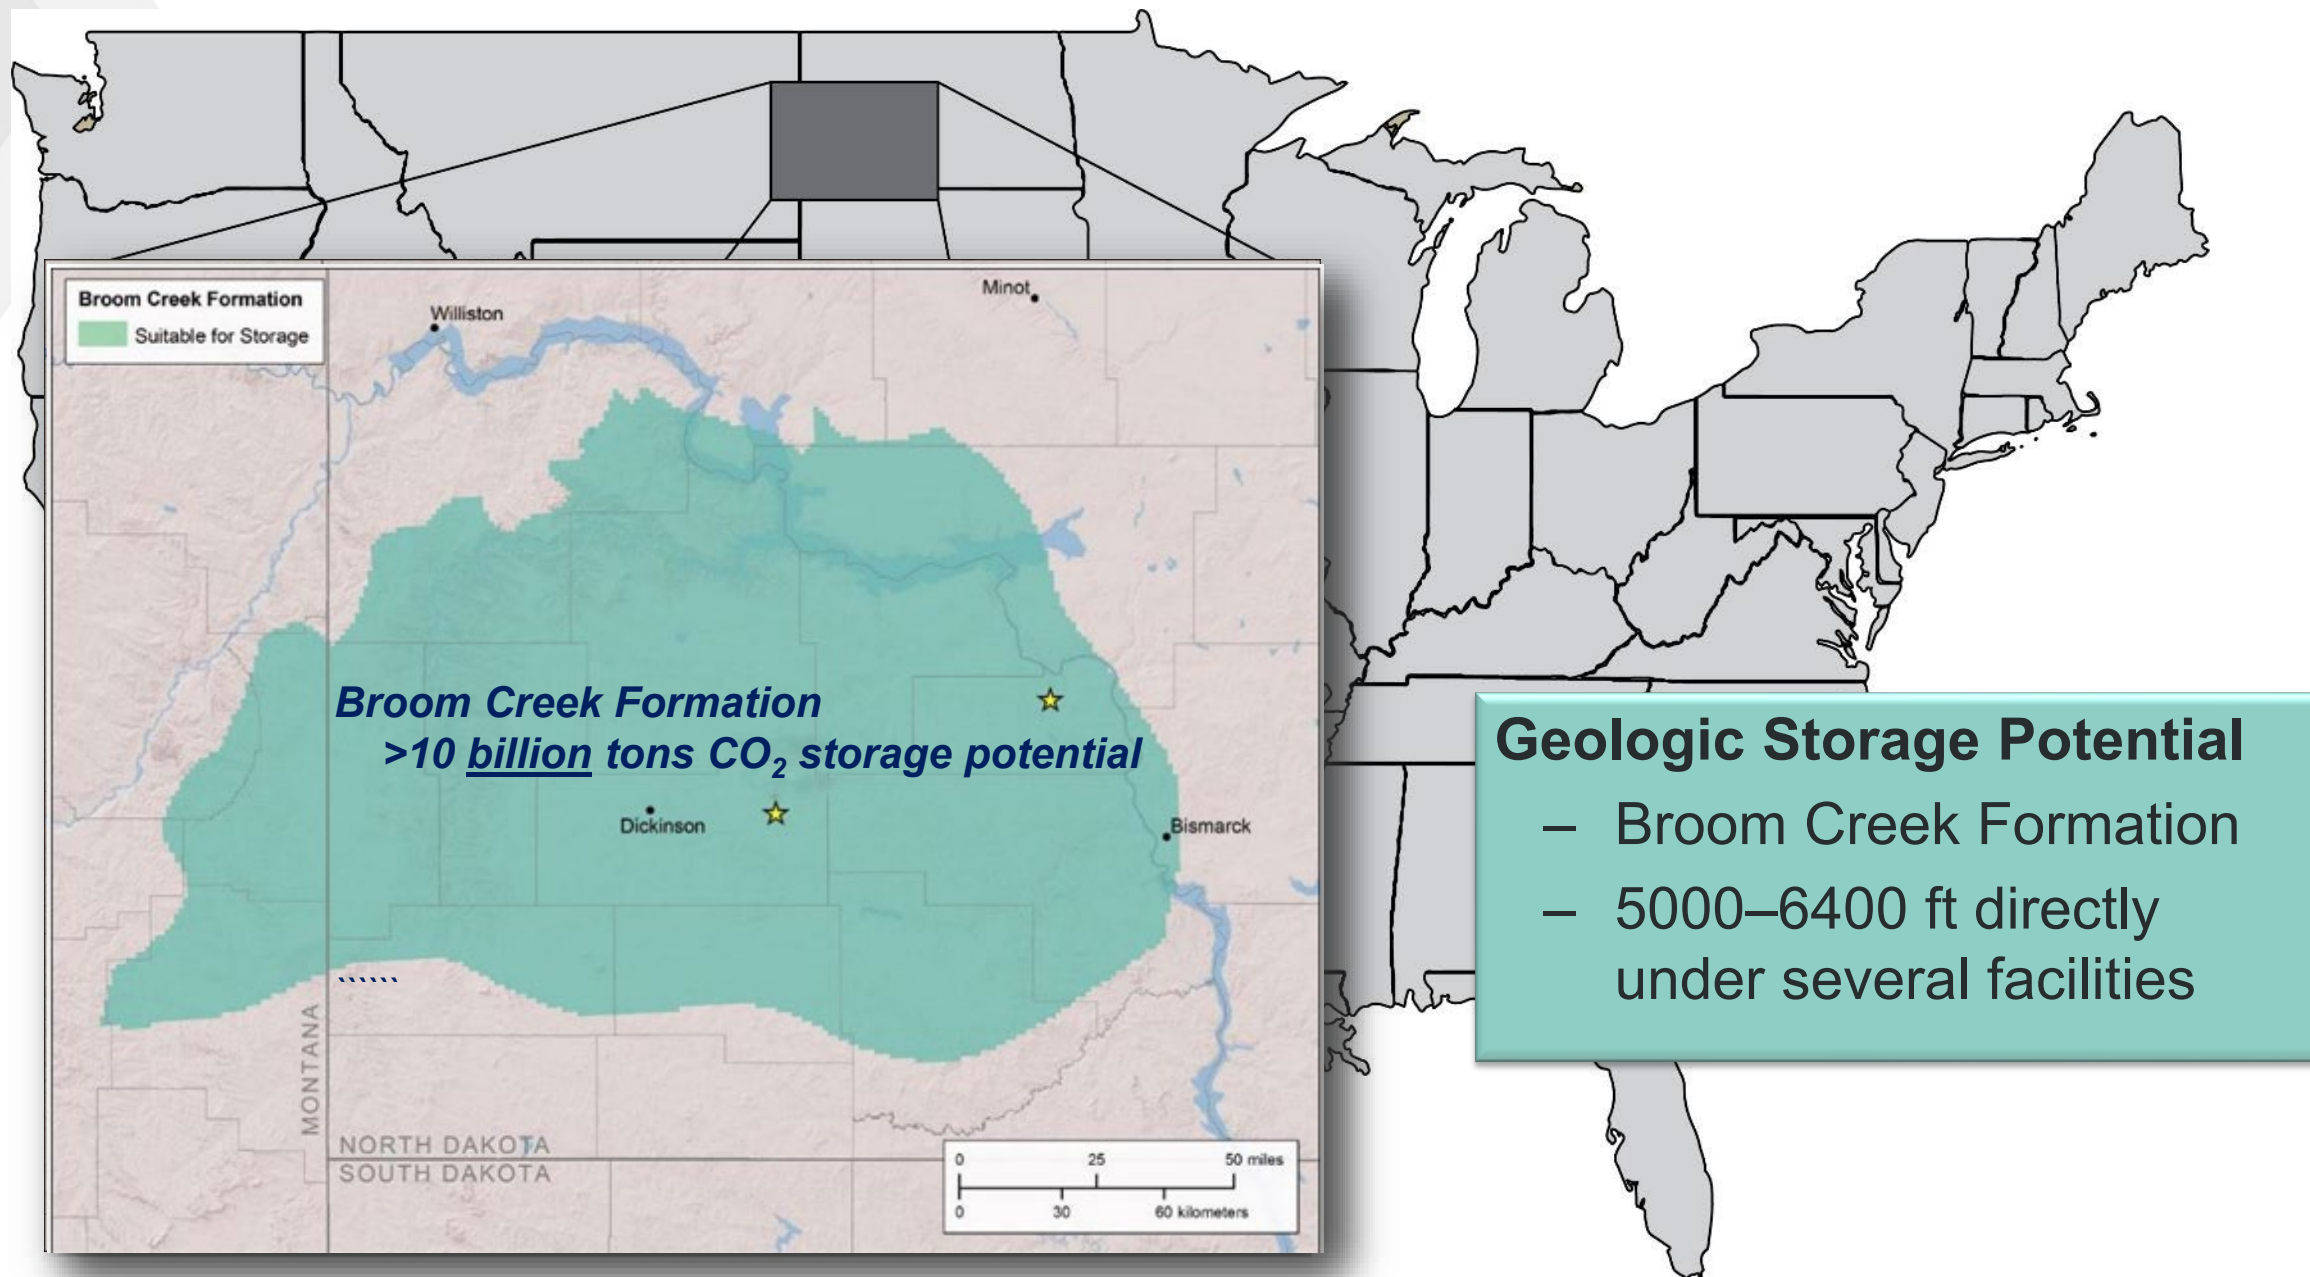 Broom Creek Formation
Suitable for Storage
Williston
Minot
Broom Creek Formation
>10 billion tons CO₂ storage potential
Dickinson
Bismarck
``````
MONTANA
NORTH DAKOTA
SOUTH DAKOTA
0 25 50 miles
0 30 60 kilometers
Geologic Storage Potential
– Broom Creek Formation
– 5000–6400 ft directly
under several facilities